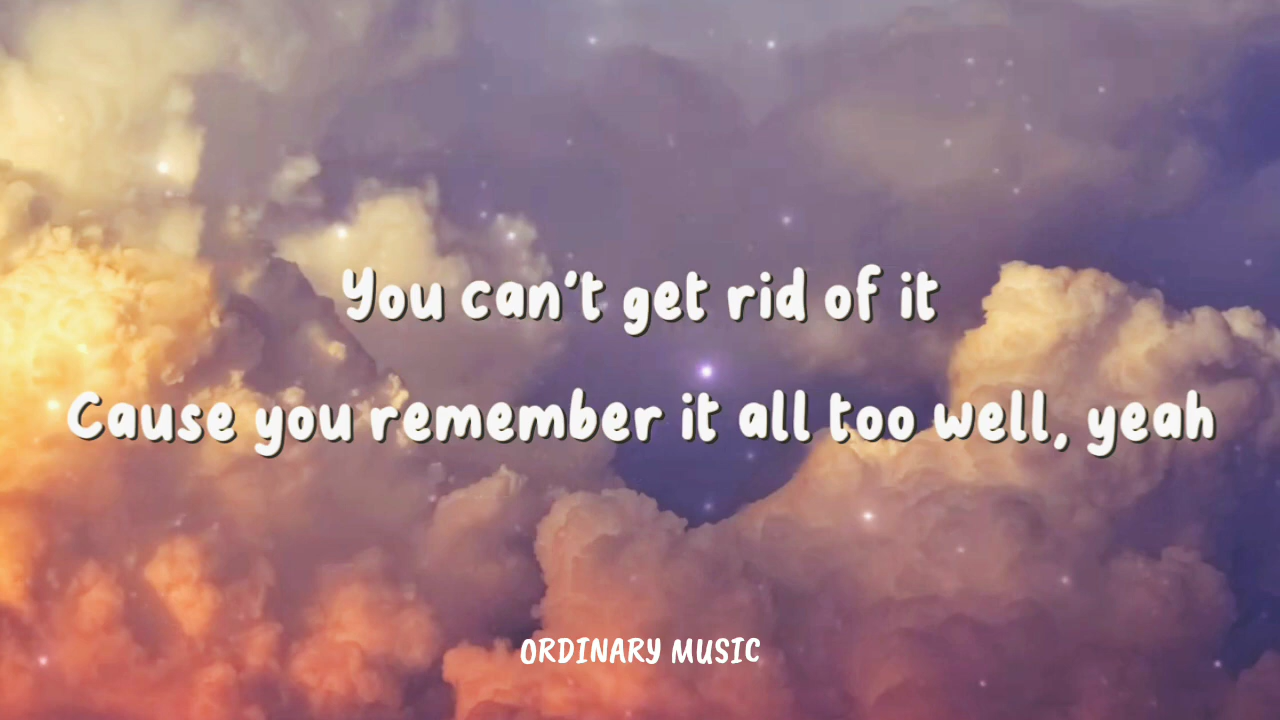 You can't get rid of it
Cause you remember it all too well, yeah
ORDINARY MUSIC